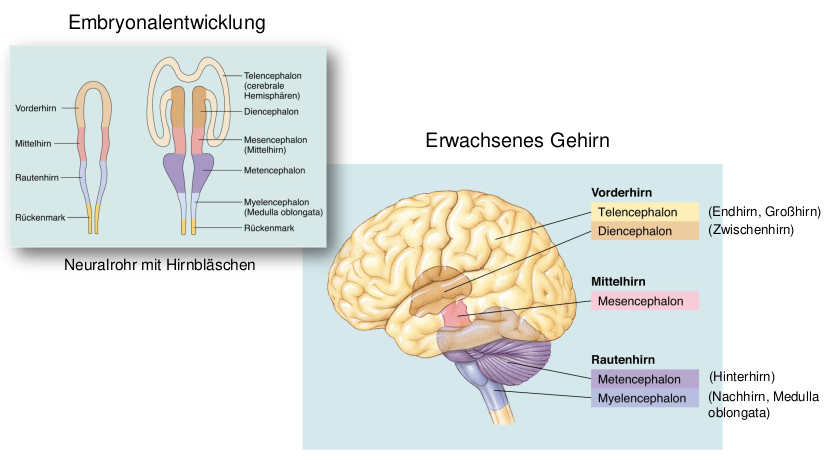 Embryonalentwicklung
Vorderhirn
Mittelhirn
Rautenhirn
Rückenmark
Telencephalon
(cerebrale
Hemisphären)
Diencephalon
Mesencephalon
(Mittelhirn)
Metencephalon
Myelencephalon
(Medulla oblongata)
Rückenmark
Neuralrohr mit Hirnbläschen
Erwachsenes Gehirn
Vorderhirn
Telencephalon (Endhirn, Großhirn)
Diencephalon (Zwischenhirn)
Mittelhirn
Mesencephalon
Rautenhirn
Metencephalon (Hinterhirn)
Myelencephalon (Nachhirn, Medulla
oblongata)